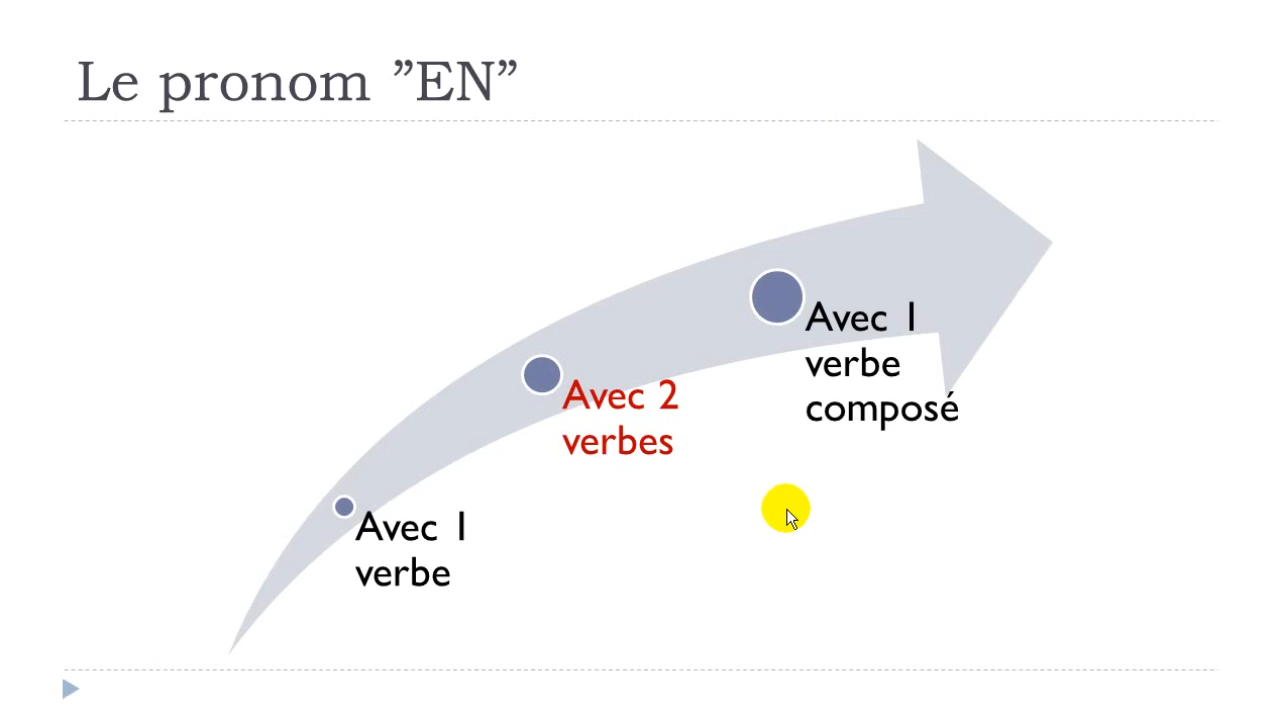 Le pronom ”EN”
Avec 1
verbe
Avec 2
verbes
Avec 1
verbe
composé